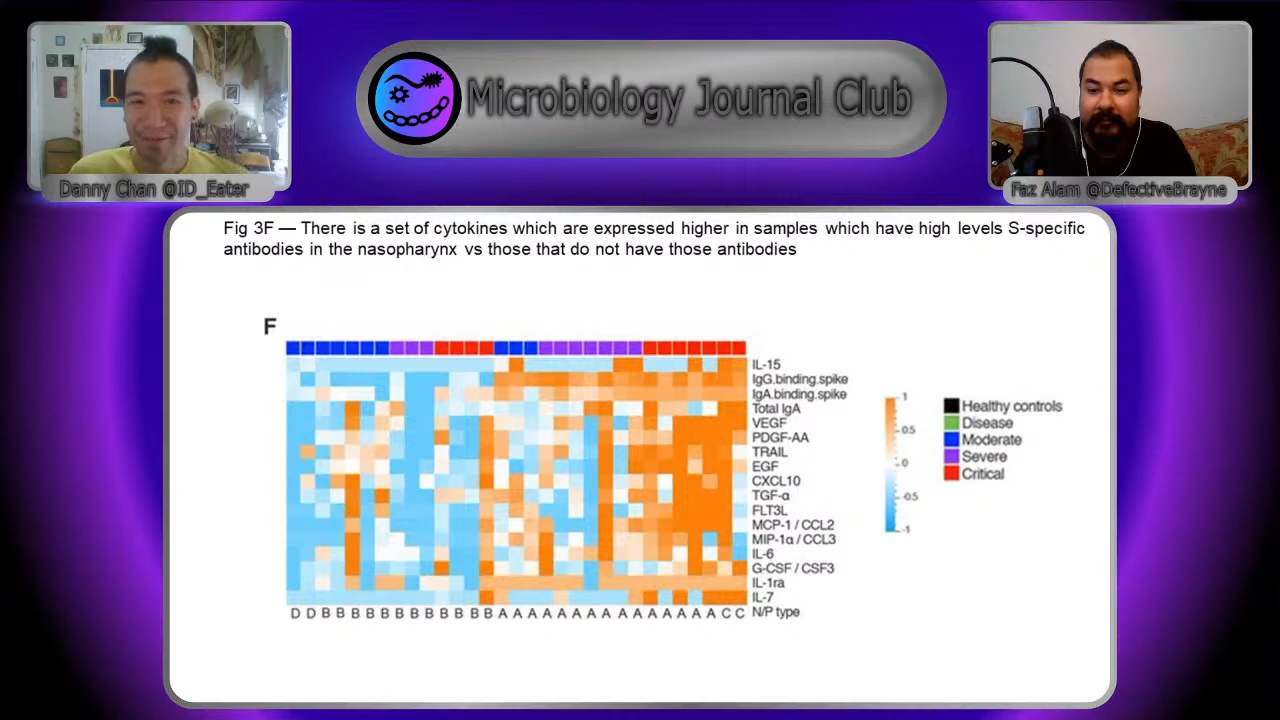 Microbiology Journal Club
Danny Chan @ID_Eater
Faz Alam @DefectiveBrayne
Fig 3F — There is a set of cytokines which are expressed higher in samples which have high levels S-specific
antibodies in the nasopharynx vs those that do not have those antibodies
F
IL-15
IgG.binding.spike
IgA.binding.spike
Total IgA
VEGF
PDGF-AA
TRAIL
EGF
CXCL10
TGF-α
FLT3L
MCP-1 / CCL2
MIP-1α / CCL3
IL-6
G-CSF / CSF3
IL-1ra
IL-7
D D B B B B B B B B B B B B A A A A A A A A A A A A A A A C C N/P type
1
0.5
0
-0.5
-1
Healthy controls
Disease
Moderate
Severe
Critical